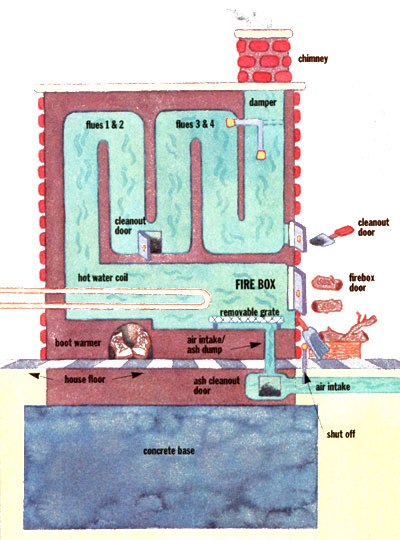 chimney
damper
flues 1 & 2
flues 3 & 4
cleanout
door
cleanout
door
hot water coil
FIRE BOX
firebox
door
removable grate
boot warmer
air intake/
ash dump
house floor
ash cleanout
door
air intake
shut off
concrete base